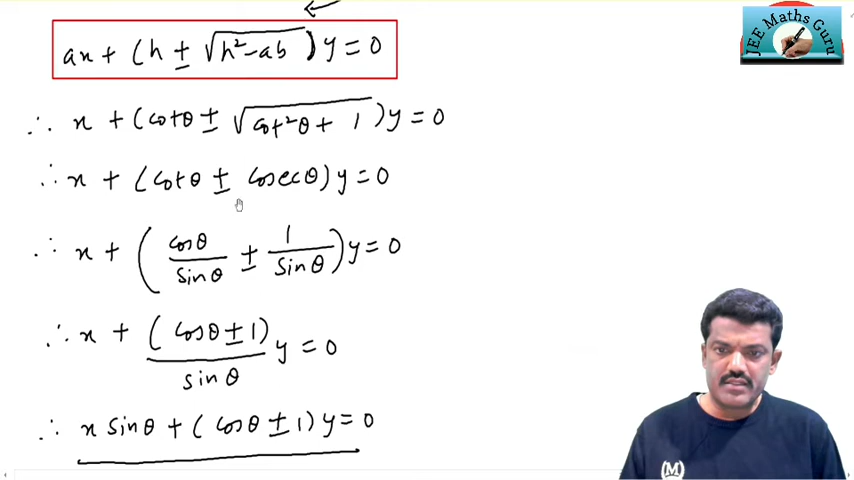 ax + (h ± √h²-ab) y = 0
∴ x + (cotθ ± √cot²θ + 1) y = 0
∴ x + (cotθ ± cosecθ) y = 0
∴ x + (cosθ/sinθ ± 1/sinθ) y = 0
∴ x + (cosθ ± 1)/sinθ y = 0
∴ x sinθ + (cosθ ± 1) y = 0
JEE Maths Guru
(M)